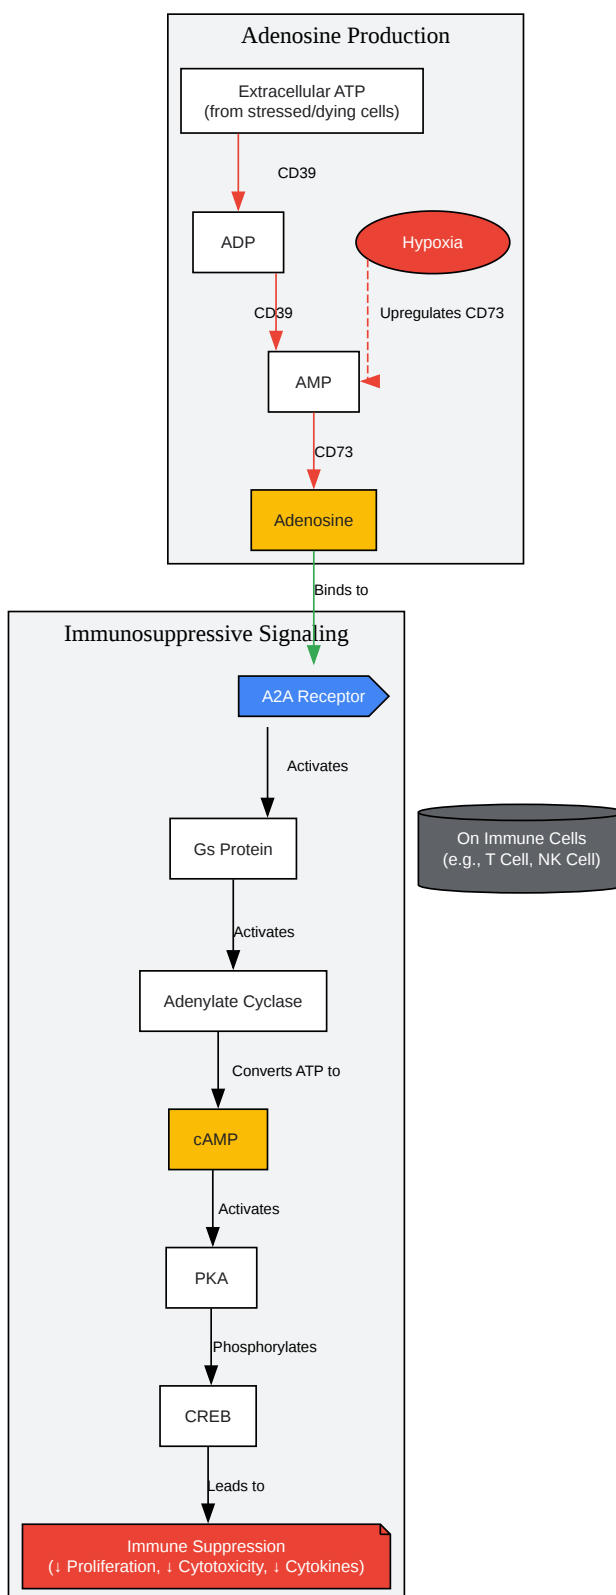 Adenosine Production
Extracellular ATP
(from stressed/dying cells)
CD39
ADP
Hypoxia
CD39
Upregulates CD73
AMP
CD73
Adenosine
Binds to
Immunosuppressive Signaling
A2A Receptor
Activates
Gs Protein
On Immune Cells
(e.g., T Cell, NK Cell)
Activates
Adenylate Cyclase
Converts ATP to
cAMP
Activates
PKA
Phosphorylates
CREB
Leads to
Immune Suppression
(↓ Proliferation, ↓ Cytotoxicity, ↓ Cytokines)